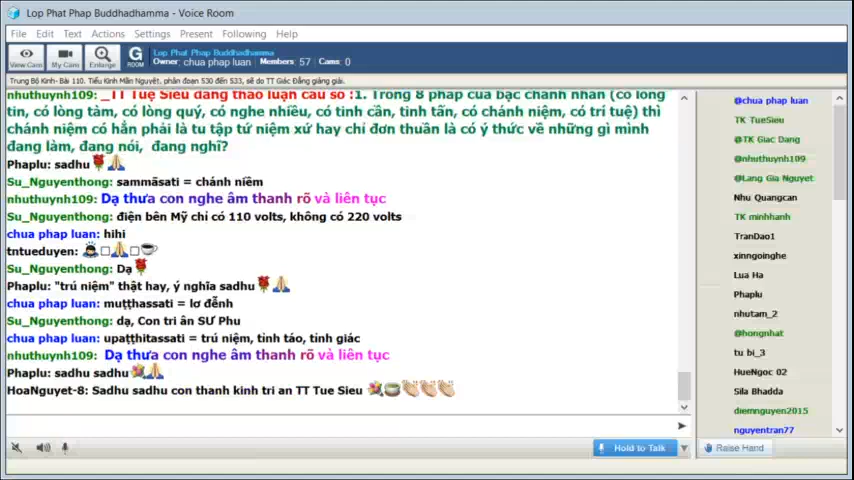 Lop Phat Phap Buddhadhamma - Voice Room
File Edit Text Actions Settings Present Following Help
View Cam My Cam Enlarge G ROOM
Lop Phat Phap Buddhadhamma
Owner: chua phap luan Members: 57 Cams: 0
Trung Bộ Kinh- Bài 110. Tiểu Kinh Mãn Nguyệt, phân đoạn 530 đến 533, sẽ do TT Giác Đẳng giảng giải.
nhuthuynh109: _TT Tuệ Siêu đang thảo luận câu số :1. Trong 8 pháp của bậc chánh nhân (có lòng
tin, có lòng tàm, có lòng quý, có nghe nhiều, có tinh cần, tinh tấn, có chánh niệm, có trí tuệ) thì
chánh niệm có hẳn phải là tu tập tứ niệm xứ hay chỉ đơn thuần là có ý thức về những gì mình
đang làm, đang nói, đang nghĩ?
Phaplu: sadhu
Su_Nguyenthong: sammāsati = chánh niềm
nhuthuynh109: Dạ thưa con nghe âm thanh rõ và liên tục
Su_Nguyenthong: điện bên Mỹ chỉ có 110 volts, không có 220 volts
chua phap luan: hihi
tntueduyen:
Su_Nguyenthong: Dạ
Phaplu: "trú niệm" thật hay, ý nghĩa sadhu
chua phap luan: muṭṭhassati = lơ đễnh
Su_Nguyenthong: dạ, Con tri ân SƯ Phu
chua phap luan: upaṭṭhitassati = trú niệm, tỉnh táo, tỉnh giác
nhuthuynh109: Dạ thưa con nghe âm thanh rõ và liên tục
Phaplu: sadhu sadhu
HoaNguyet-8: Sadhu sadhu con thanh kinh tri an TT Tue Sieu
Hold to Talk
Raise Hand
@chua phap luan
TK TueSieu
@TK Giac Dang
@nhuthuynh109
@Lang Gia Nguyet
Nhu Quangcan
TK minhhanh
TranDao1
xinngoinghe
Lua Ha
Phaplu
nhutam_2
@hongnhat
tu bi_3
HueNgoc 02
Sila Bhadda
diemnguyen2015
nguyentran77